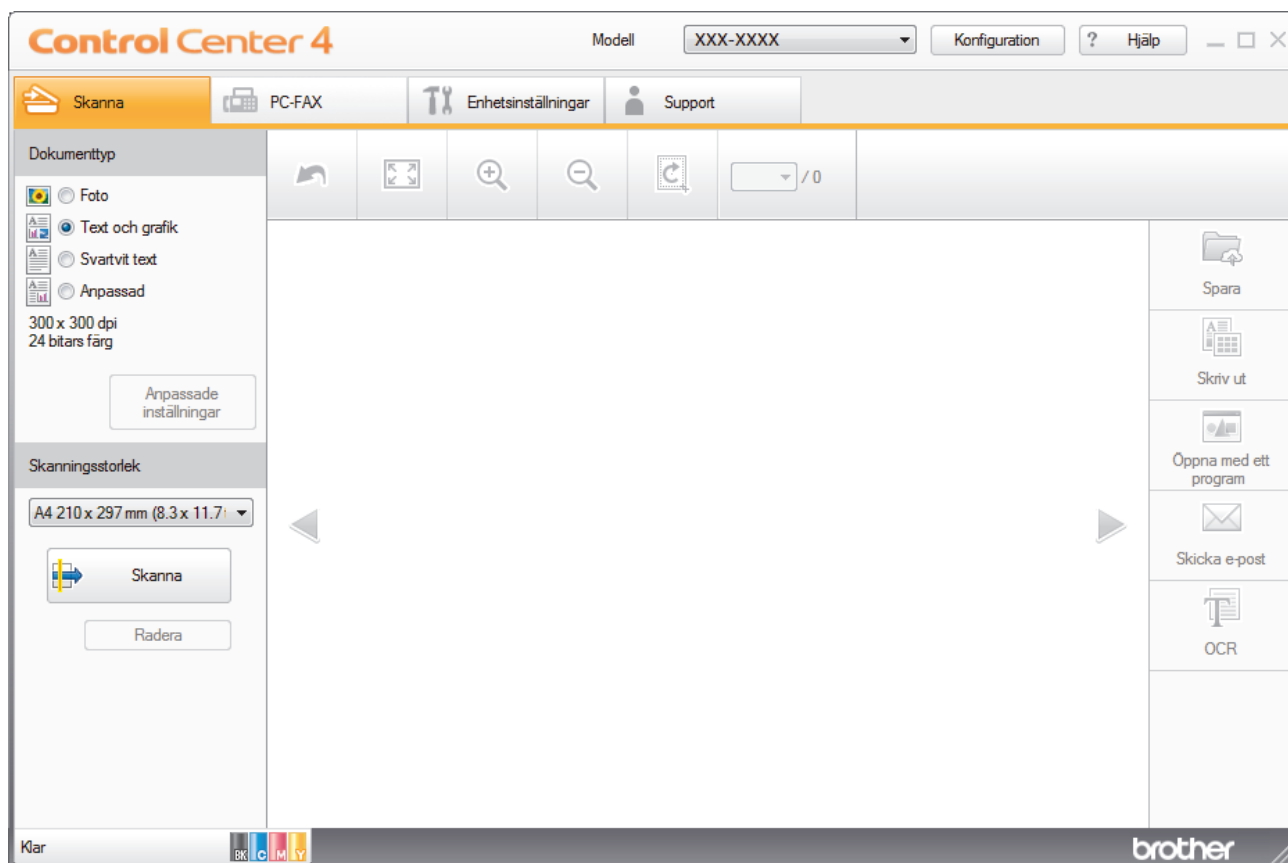 Control Center 4
Modell
XXX-XXXX
Konfiguration
? Hjälp
Skanna
PC-FAX
Enhetsinställningar
Support
Dokumenttyp
Foto
Text och grafik
Svartvit text
Anpassad
300 x 300 dpi
24 bitars färg
Anpassade
inställningar
/ 0
Skanningsstorlek
A4 210 x 297 mm (8.3 x 11.7
Skanna
Radera
Spara
Skriv ut
Öppna med ett
program
Skicka e-post
OCR
Klar
BK C M Y
brother